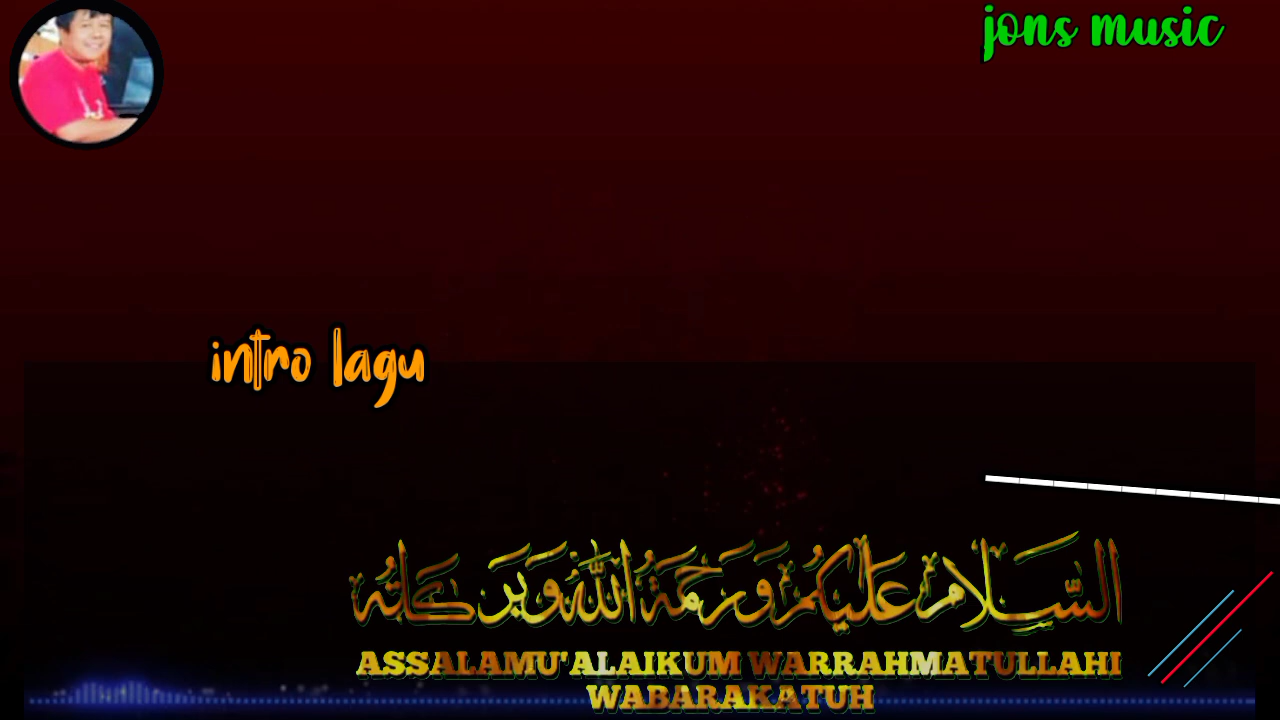 jons music
intro lagu
السلام عليكم ورحمة الله وبركاته
ASSALAMU'ALAIKUM WARRAHMATULLAHI
WABARAKATUH